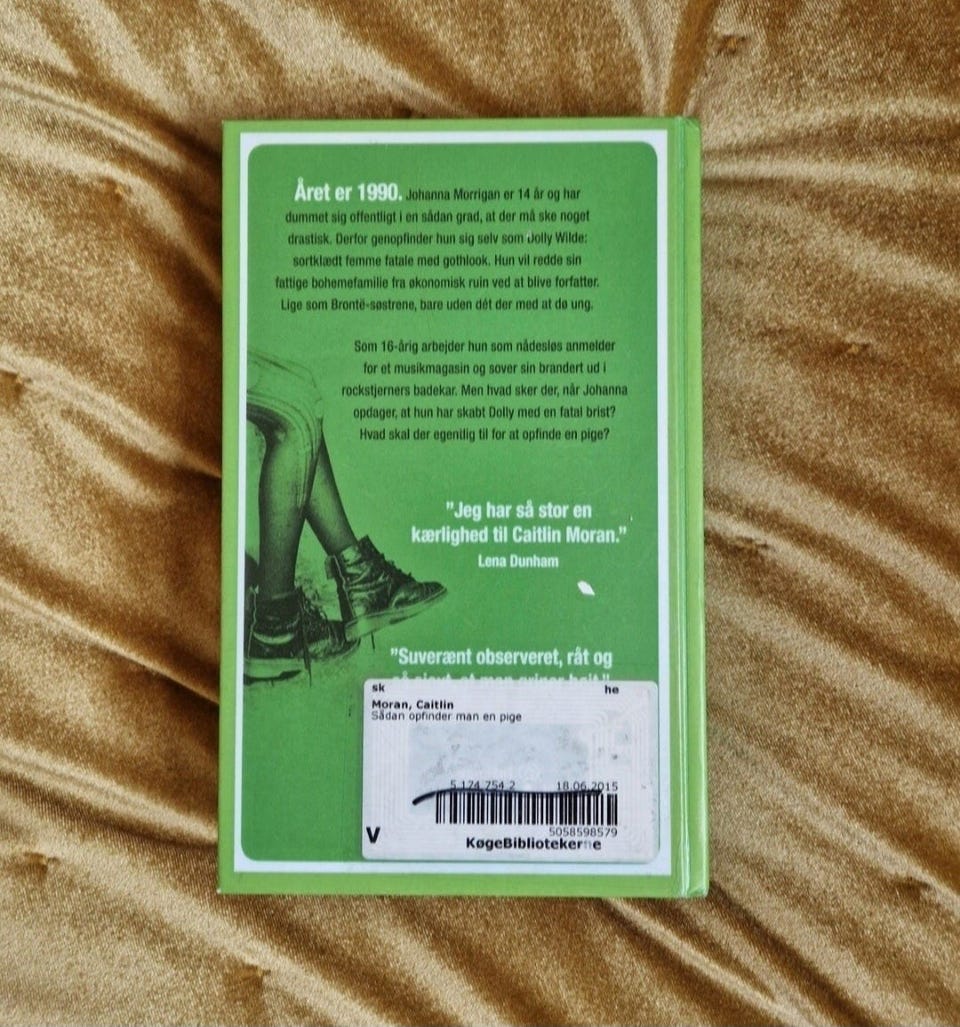 Året er 1990. Johanna Morrigan er 14 år og har
dummet sig offentligt i en sådan grad, at der må ske noget
drastisk. Derfor genopfinder hun sig selv som Dolly Wilde:
sortklædt femme fatale med gothlook. Hun vil redde sin
fattige bohemefamilie fra økonomisk ruin ved at blive forfatter.
Lige som Brontë-søstrene, bare uden dét der med at dø ung.
Som 16-årig arbejder hun som nådesløs anmelder
for et musikmagasin og sover sin brandert ud i
rockstjerners badekar. Men hvad sker der, når Johanna
opdager, at hun har skabt Dolly med en fatal brist?
Hvad skal der egentlig til for at opfinde en pige?
"Jeg har så stor en
kærlighed til Caitlin Moran."
Lena Dunham
"Suverænt observeret, råt og
så sjovt, at man griner højt."
sk he
Moran, Caitlin
Sådan opfinder man en pige
5 174 754 2 18.06.2015
5058598579
V
KøgeBibliotekerne